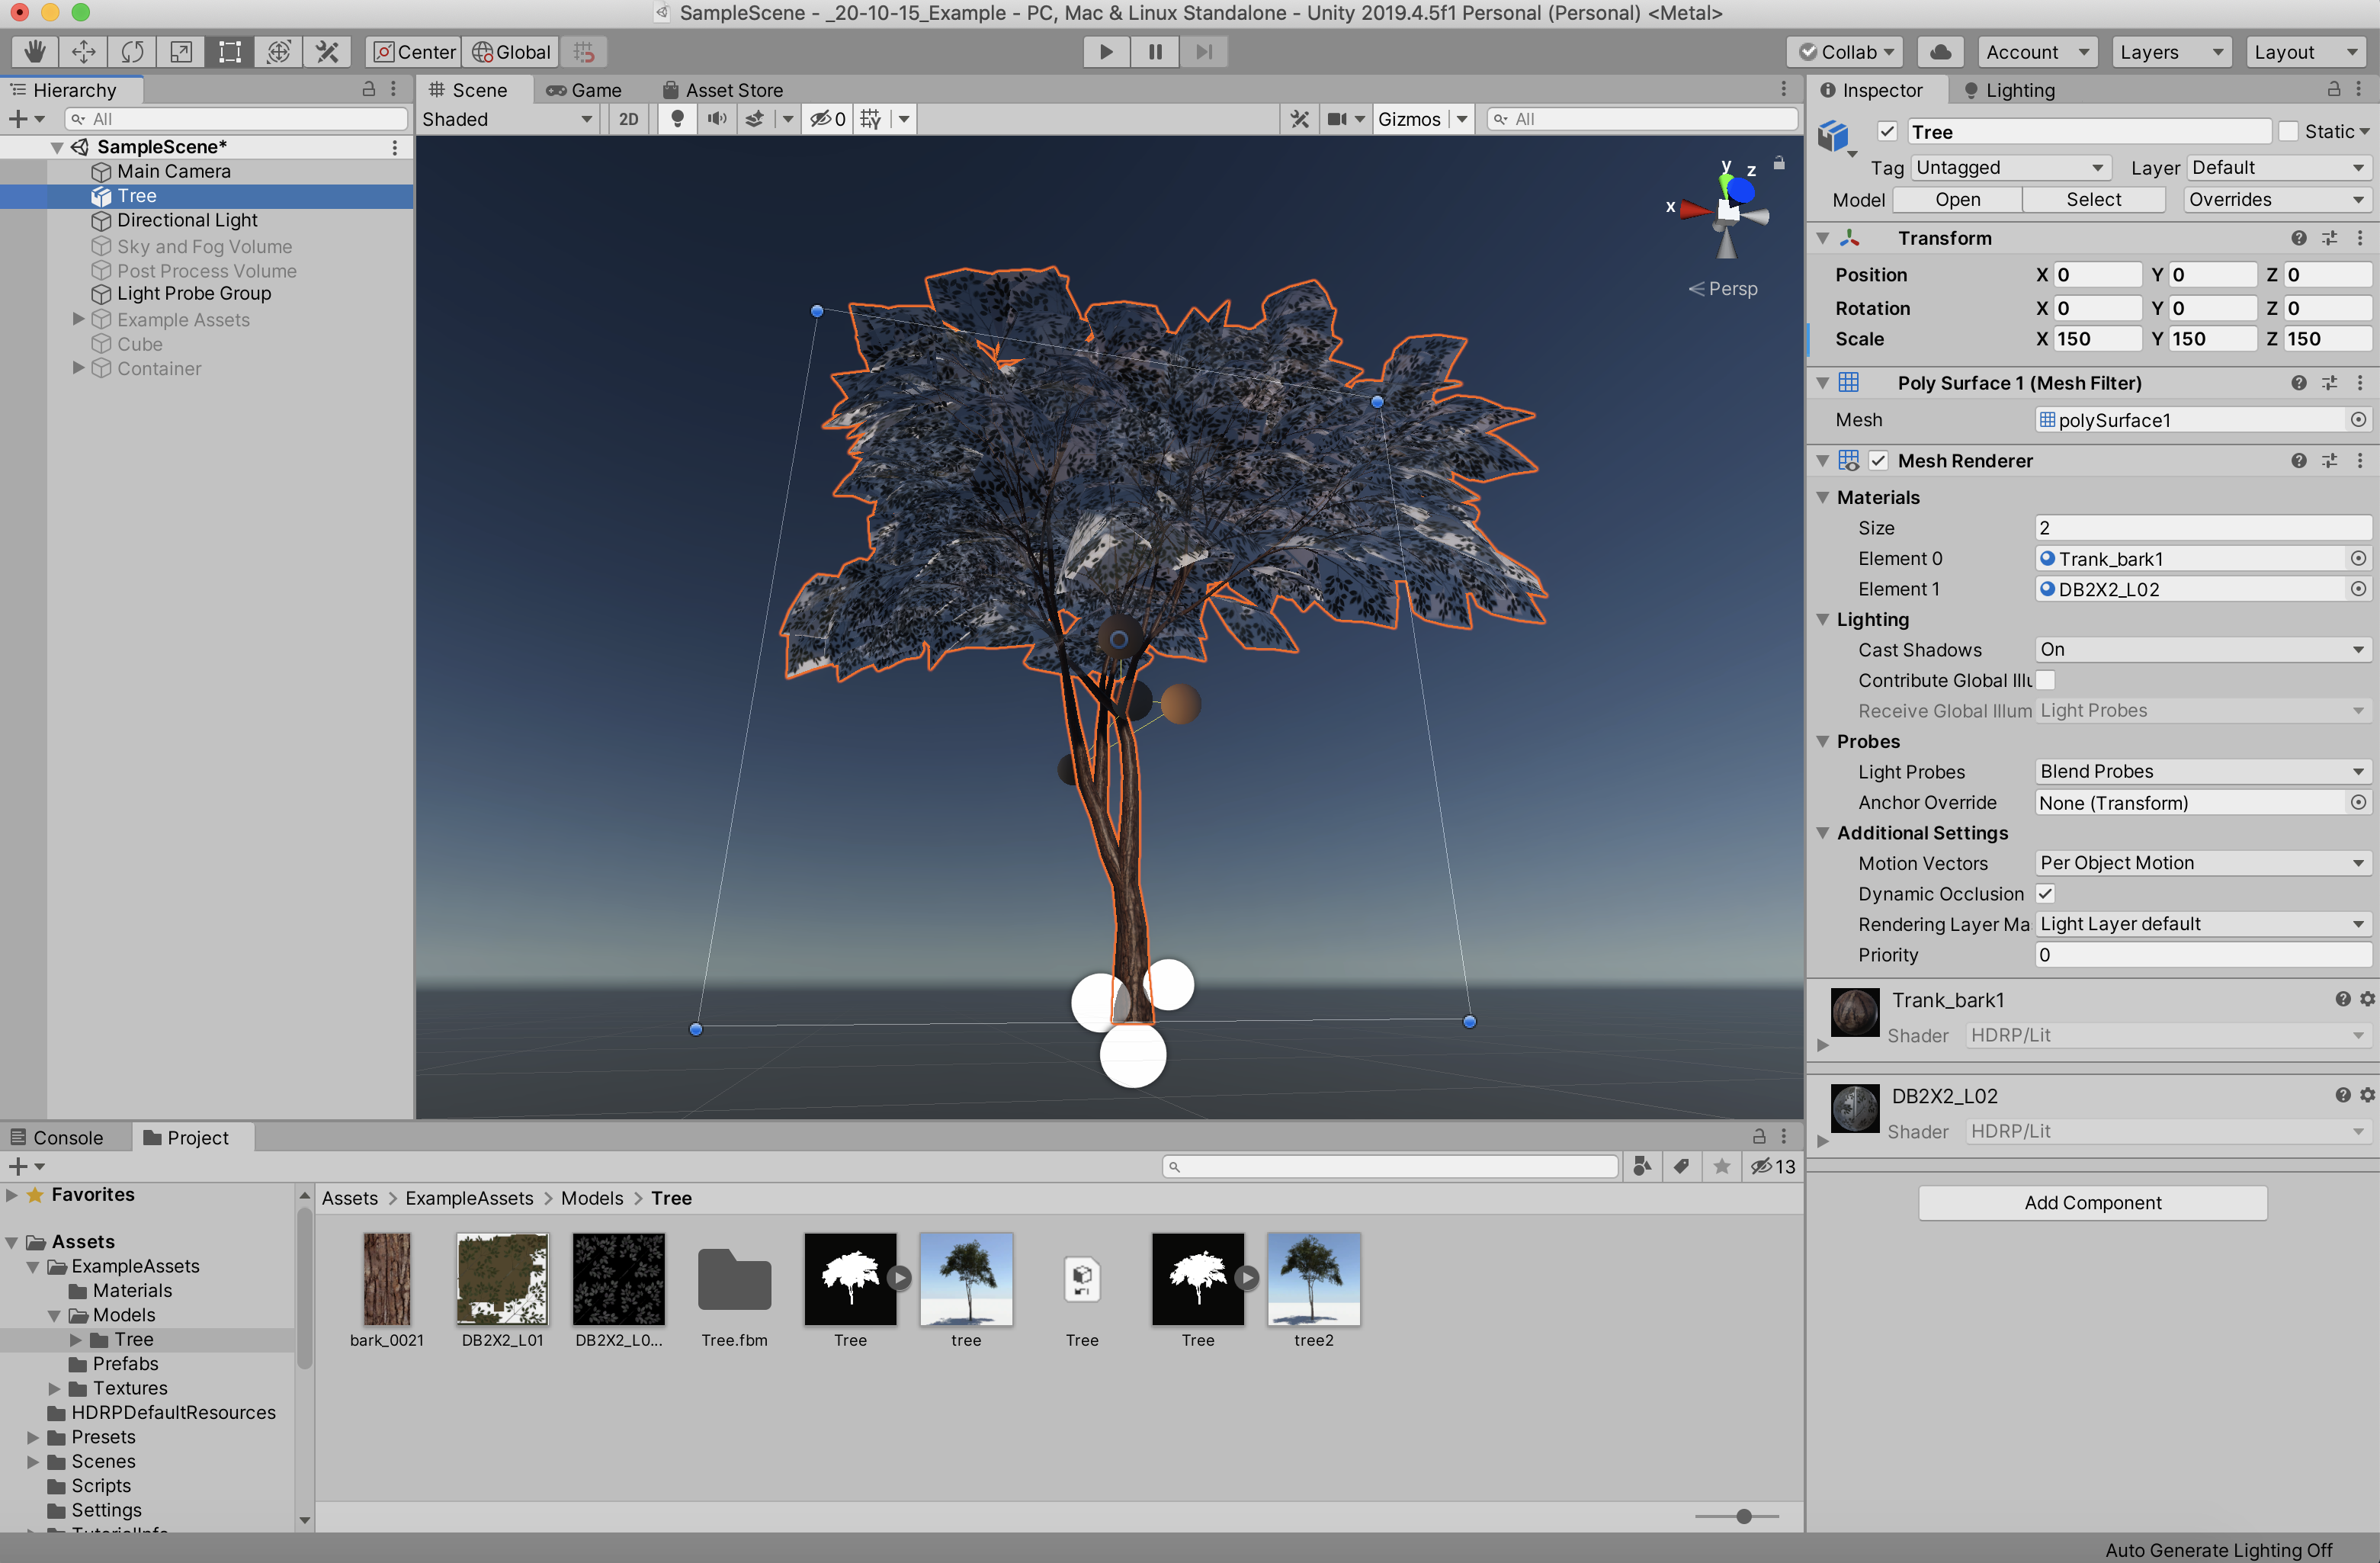 SampleScene - _20-10-15_Example - PC, Mac & Linux Standalone - Unity 2019.4.5f1 Personal (Personal) <Metal>
Center Global
Collab Account Layers Layout
Hierarchy
All
SampleScene*
Main Camera
Tree
Directional Light
Sky and Fog Volume
Post Process Volume
Light Probe Group
Example Assets
Cube
Container
Scene Game Asset Store
Shaded 2D 0 Gizmos All
y z
x
Persp
Inspector Lighting
Tree Static
Tag Untagged Layer Default
Model Open Select Overrides
Transform
Position X 0 Y 0 Z 0
Rotation X 0 Y 0 Z 0
Scale X 150 Y 150 Z 150
Poly Surface 1 (Mesh Filter)
Mesh polySurface1
Mesh Renderer
Materials
Size 2
Element 0 Trank_bark1
Element 1 DB2X2_L02
Lighting
Cast Shadows On
Contribute Global Illu
Receive Global Illum Light Probes
Probes
Light Probes Blend Probes
Anchor Override None (Transform)
Additional Settings
Motion Vectors Per Object Motion
Dynamic Occlusion
Rendering Layer Ma Light Layer default
Priority 0
Trank_bark1
Shader HDRP/Lit
DB2X2_L02
Shader HDRP/Lit
Add Component
Console Project
13
Favorites
Assets
ExampleAssets
Materials
Models
Tree
Prefabs
Textures
HDRPDefaultResources
Presets
Scenes
Scripts
Settings
TutorialInfo
Assets > ExampleAssets > Models > Tree
bark_0021 DB2X2_L01 DB2X2_L0... Tree.fbm Tree tree Tree Tree tree2
Auto Generate Lighting Off